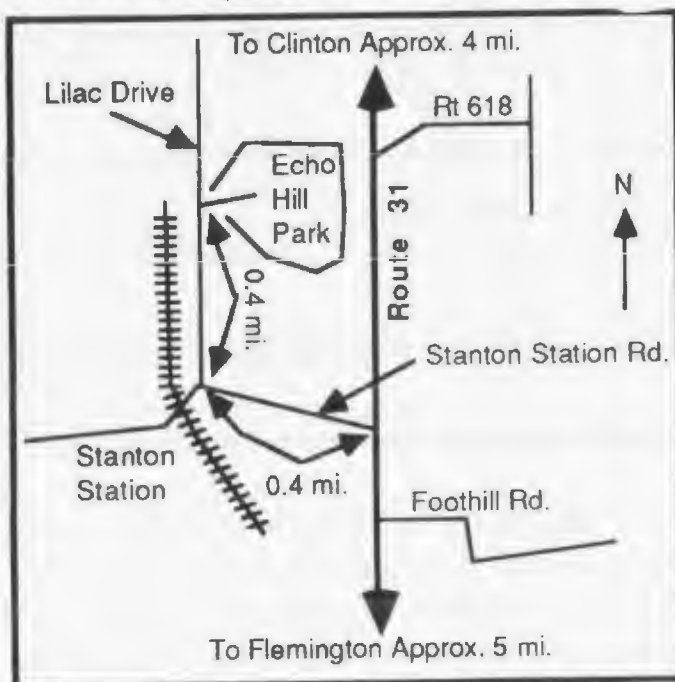 To Clinton Approx. 4 mi.
Lilac Drive
Rt 618
Echo
Hill
Park
N
Route 31
0.4 mi.
Stanton Station Rd.
Stanton
Station
0.4 mi.
Foothill Rd.
To Flemington Approx. 5 mi.